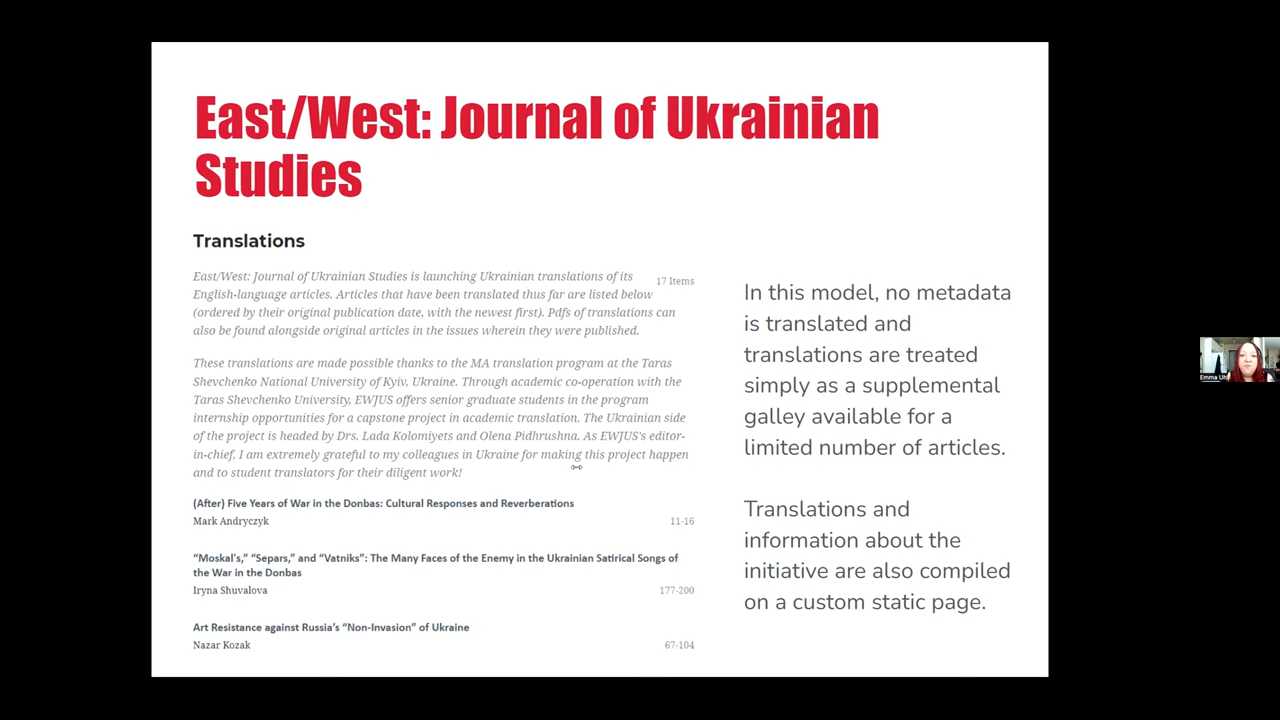 East/West: Journal of Ukrainian
Studies
Translations
East/West: Journal of Ukrainian Studies is launching Ukrainian translations of its
17 Items
English-language articles. Articles that have been translated thus far are listed below
(ordered by their original publication date, with the newest first). Pdfs of translations can
also be found alongside original articles in the issues wherein they were published.
These translations are made possible thanks to the MA translation program at the Taras
Shevchenko National University of Kyiv, Ukraine. Through academic co-operation with the
Taras Shevchenko University, EWJUS offers senior graduate students in the program
internship opportunities for a capstone project in academic translation. The Ukrainian side
of the project is headed by Drs. Lada Kolomiyets and Olena Pidhrushna. As EWJUS's editor-
in-chief, I am extremely grateful to my colleagues in Ukraine for making this project happen
and to student translators for their diligent work!
(After) Five Years of War in the Donbas: Cultural Responses and Reverberations
Mark Andryczyk
11-16
“Moskal's,” “Separs,” and “Vatniks”: The Many Faces of the Enemy in the Ukrainian Satirical Songs of
the War in the Donbas
Iryna Shuvalova
177-200
Art Resistance against Russia’s “Non-Invasion” of Ukraine
Nazar Kozak
67-104
In this model, no metadata
is translated and
translations are treated
simply as a supplemental
galley available for a
limited number of articles.
Translations and
information about the
initiative are also compiled
on a custom static page.
Emma